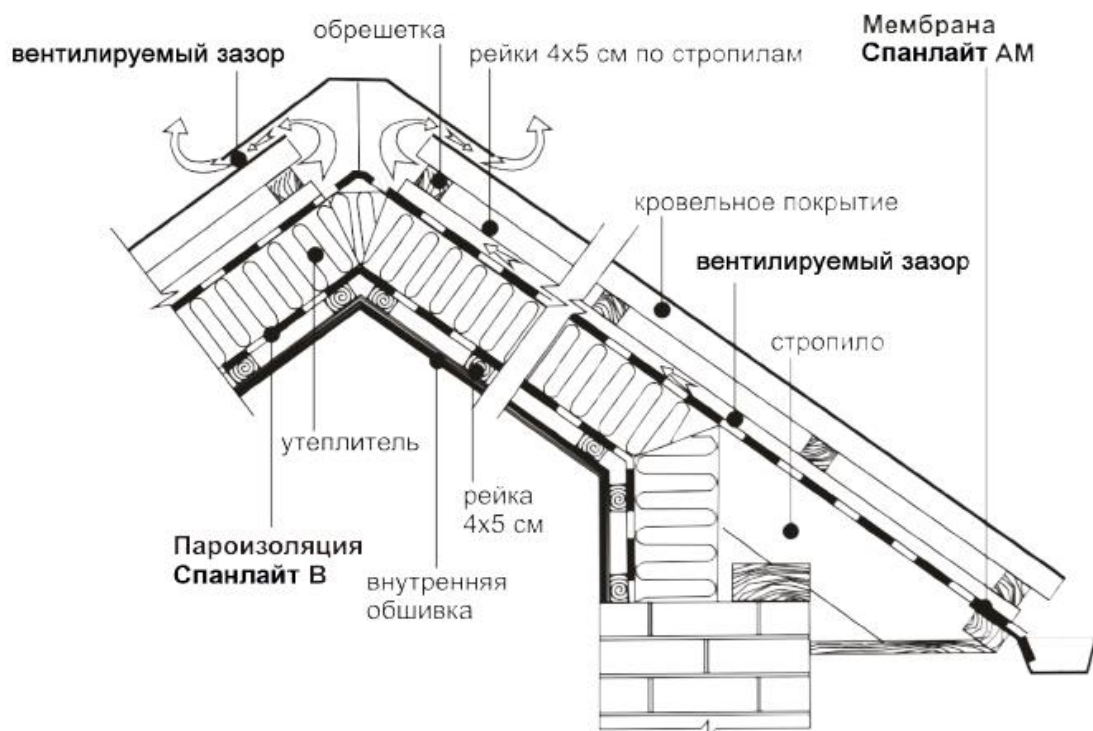 обрешетка
вентилируемый зазор
рейки 4х5 см по стропилам
Мембрана
Спанлайт АМ
кровельное покрытие
вентилируемый зазор
стропило
утеплитель
рейка
4х5 см
Пароизоляция
Спанлайт В
внутренняя
обшивка